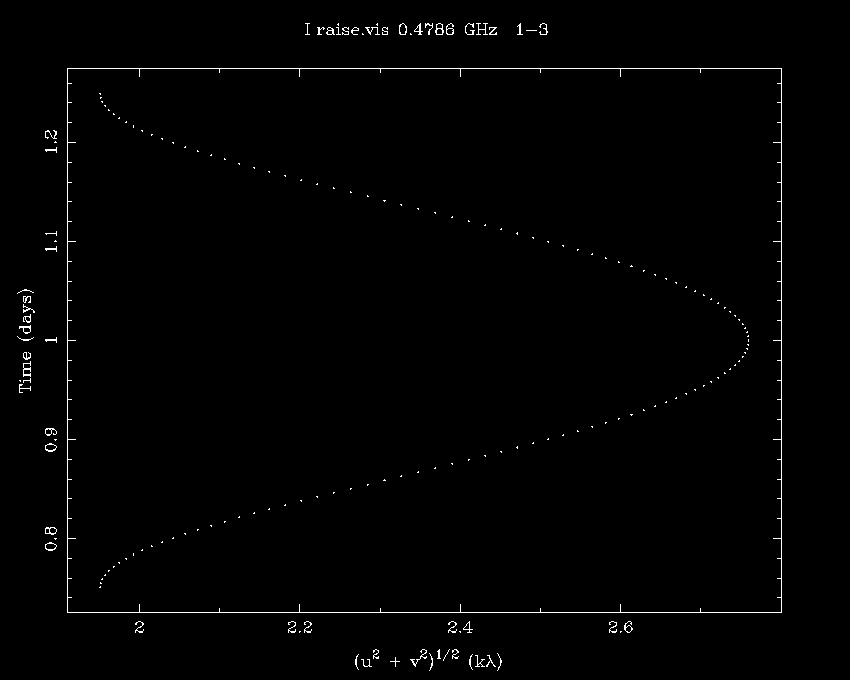 I raise.vis 0.4786 GHz 1−3
1.2
1.1
1
0.9
0.8
Time (days)
2 2.2 2.4 2.6
(u² + v²)^1/2 (kλ)